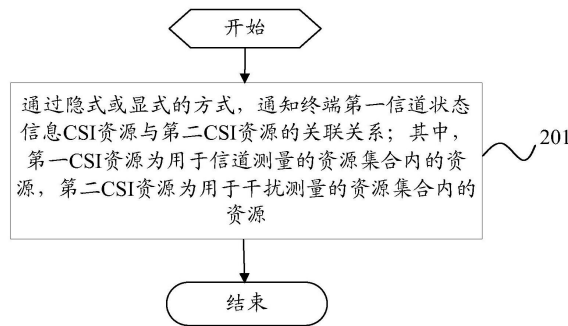 开始
通过隐式或显式的方式，通知终端第一信道状态
信息CSI资源与第二CSI资源的关联关系；其中，
第一CSI资源为用于信道测量的资源集合内的资
源，第二CSI资源为用于干扰测量的资源集合内的
资源
201
结束